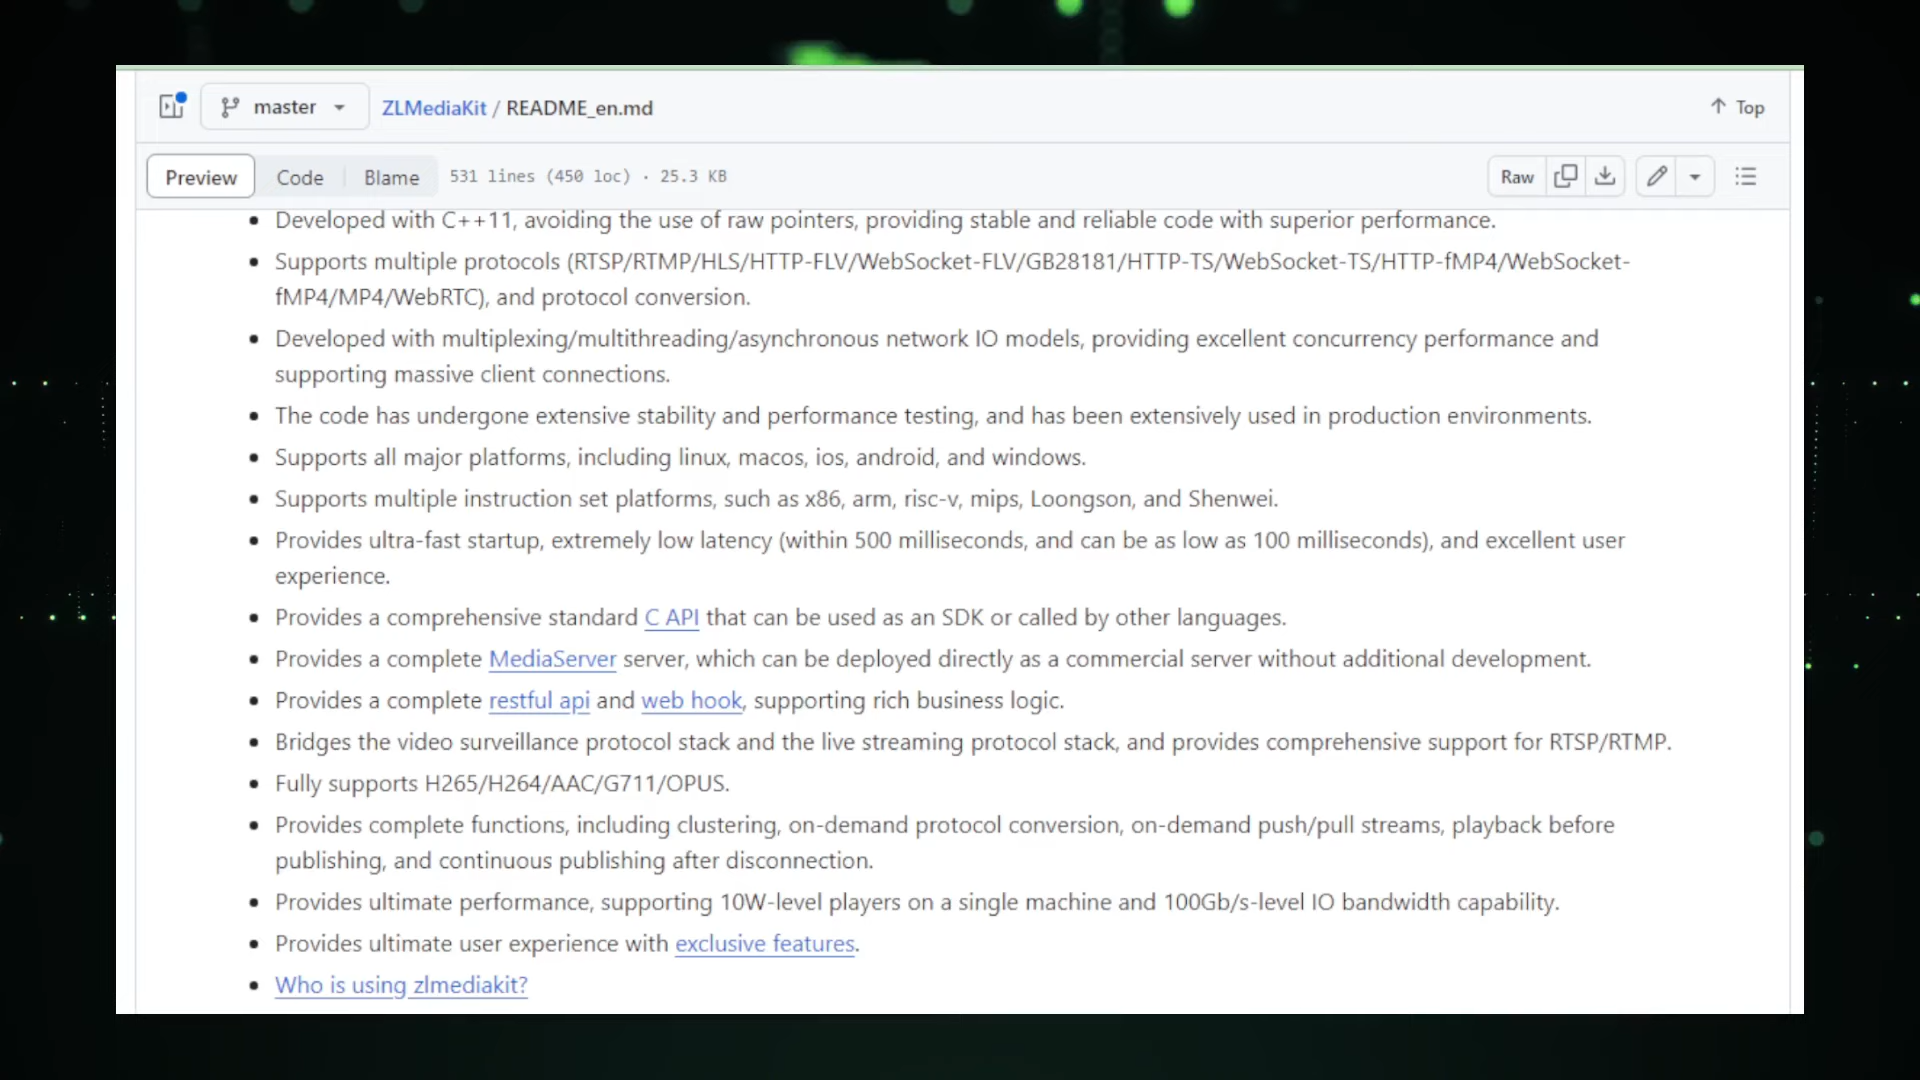 master
ZLMediaKit / README_en.md
Top
Preview
Code
Blame
531 lines (450 loc) · 25.3 KB
Raw
• Developed with C++11, avoiding the use of raw pointers, providing stable and reliable code with superior performance.
• Supports multiple protocols (RTSP/RTMP/HLS/HTTP-FLV/WebSocket-FLV/GB28181/HTTP-TS/WebSocket-TS/HTTP-fMP4/WebSocket-
fMP4/MP4/WebRTC), and protocol conversion.
• Developed with multiplexing/multithreading/asynchronous network IO models, providing excellent concurrency performance and
supporting massive client connections.
• The code has undergone extensive stability and performance testing, and has been extensively used in production environments.
• Supports all major platforms, including linux, macos, ios, android, and windows.
• Supports multiple instruction set platforms, such as x86, arm, risc-v, mips, Loongson, and Shenwei.
• Provides ultra-fast startup, extremely low latency (within 500 milliseconds, and can be as low as 100 milliseconds), and excellent user
experience.
• Provides a comprehensive standard C API that can be used as an SDK or called by other languages.
• Provides a complete MediaServer server, which can be deployed directly as a commercial server without additional development.
• Provides a complete restful api and web hook, supporting rich business logic.
• Bridges the video surveillance protocol stack and the live streaming protocol stack, and provides comprehensive support for RTSP/RTMP.
• Fully supports H265/H264/AAC/G711/OPUS.
• Provides complete functions, including clustering, on-demand protocol conversion, on-demand push/pull streams, playback before
publishing, and continuous publishing after disconnection.
• Provides ultimate performance, supporting 10W-level players on a single machine and 100Gb/s-level IO bandwidth capability.
• Provides ultimate user experience with exclusive features.
• Who is using zlmediakit?